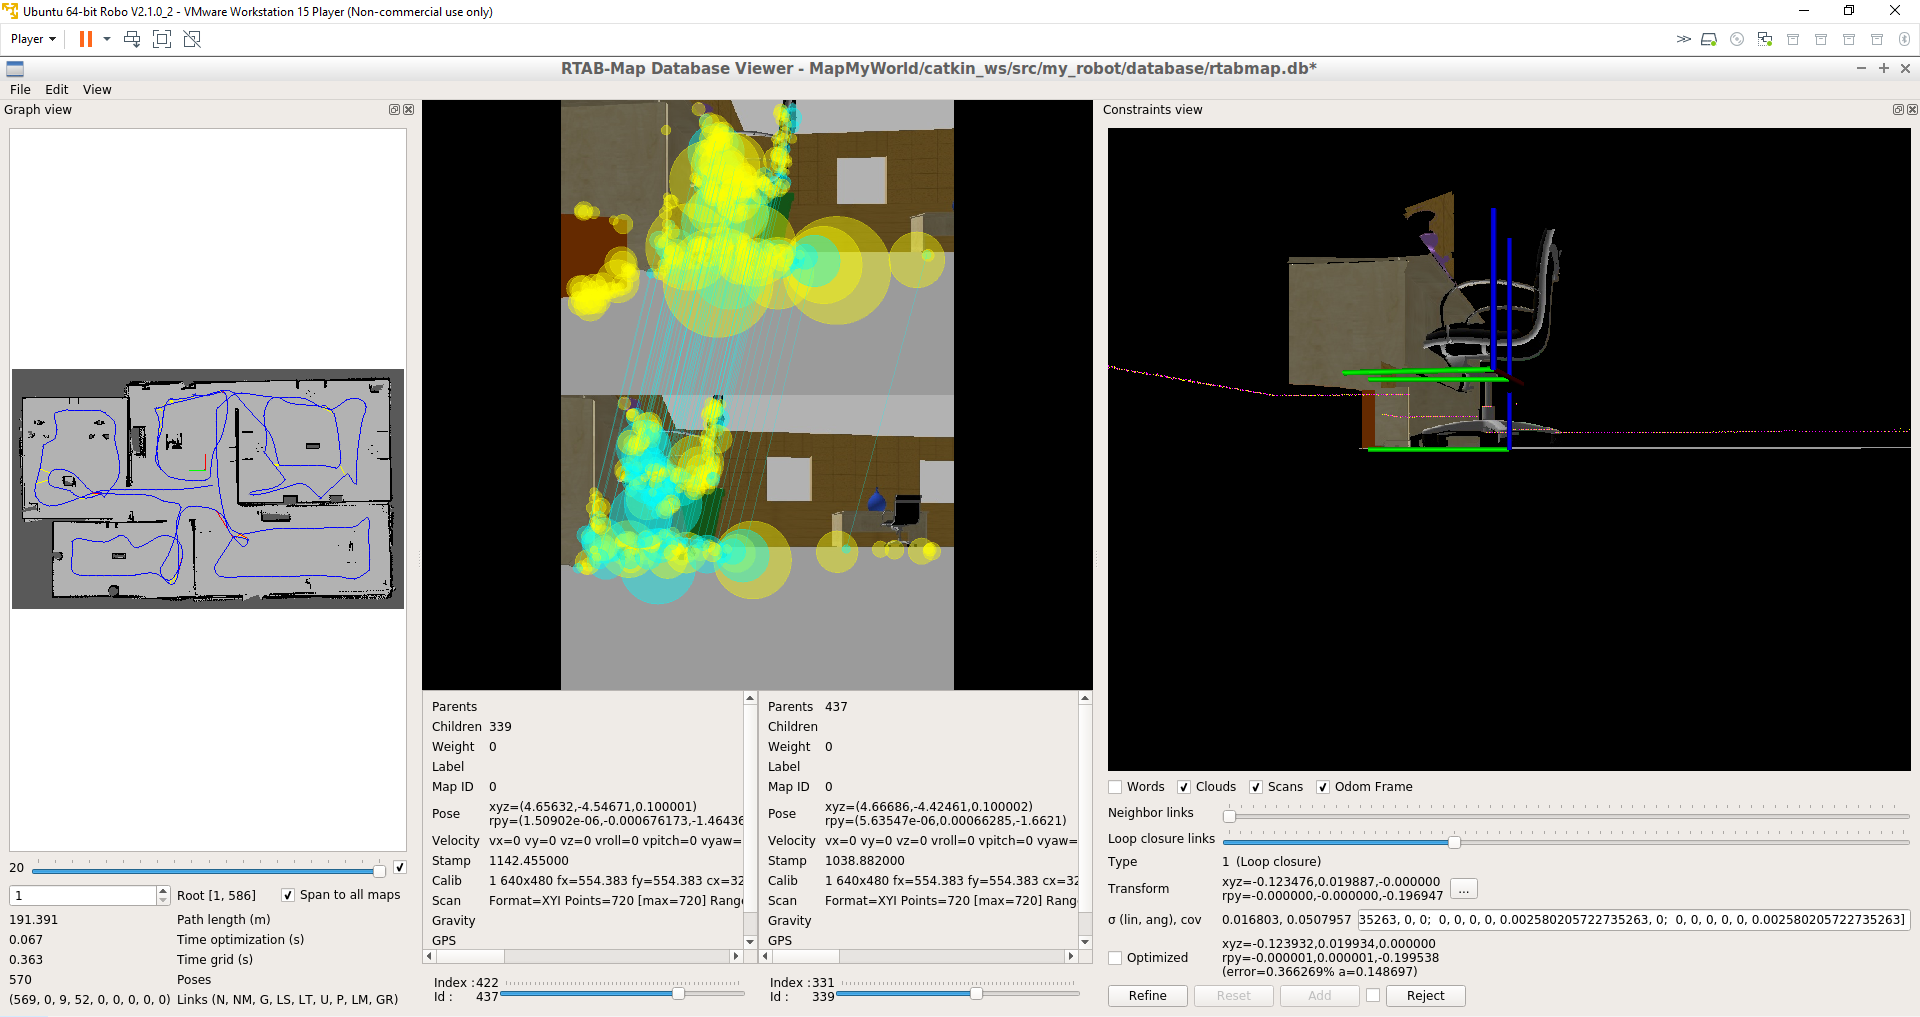 Ubuntu 64-bit Robo V2.1.0_2 - VMware Workstation 15 Player (Non-commercial use only)
Player
RTAB-Map Database Viewer - MapMyWorld/catkin_ws/src/my_robot/database/rtabmap.db*
File Edit View
Graph view
Constraints view
20
1 Root [1, 586] Span to all maps
191.391 Path length (m)
0.067 Time optimization (s)
0.363 Time grid (s)
570 Poses
(569, 0, 9, 52, 0, 0, 0, 0, 0) Links (N, NM, G, LS, LT, U, P, LM, GR)
Parents
Children 339
Weight 0
Label
Map ID 0
Pose xyz=(4.65632,-4.54671,0.100001)
rpy=(1.50902e-06,-0.000676173,-1.46436
Velocity vx=0 vy=0 vz=0 vroll=0 vpitch=0 vyaw=
Stamp 1142.455000
Calib 1 640x480 fx=554.383 fy=554.383 cx=32
Scan Format=XYI Points=720 [max=720] Rang
Gravity
GPS
Index :422
Id : 437
Parents 437
Children
Weight 0
Label
Map ID 0
Pose xyz=(4.66686,-4.42461,0.100002)
rpy=(5.63547e-06,0.00066285,-1.6621)
Velocity vx=0 vy=0 vz=0 vroll=0 vpitch=0 vyaw=
Stamp 1038.882000
Calib 1 640x480 fx=554.383 fy=554.383 cx=32
Scan Format=XYI Points=720 [max=720] Rang
Gravity
GPS
Index :331
Id : 339
Words Clouds Scans Odom Frame
Neighbor links
Loop closure links
Type 1 (Loop closure)
Transform xyz=-0.123476,0.019887,-0.000000
rpy=-0.000000,-0.000000,-0.196947 ...
σ (lin, ang), cov 0.016803, 0.0507957 35263, 0, 0; 0, 0, 0, 0, 0.002580205722735263, 0; 0, 0, 0, 0, 0, 0.002580205722735263]
Optimized xyz=-0.123932,0.019934,0.000000
rpy=-0.000001,0.000001,-0.199538
(error=0.366269% a=0.148697)
Refine Reset Add Reject